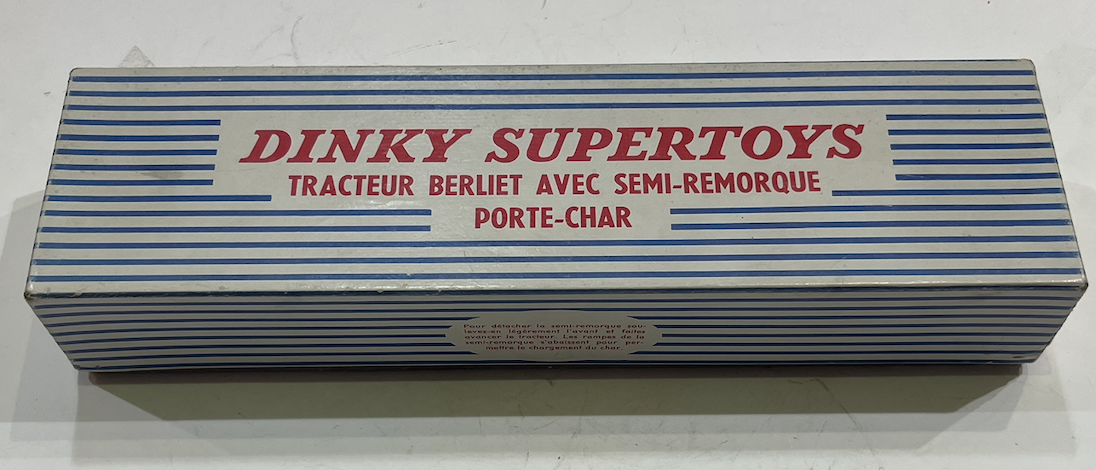 DINKY SUPERTOYS
TRACTEUR BERLIET AVEC SEMI-REMORQUE
PORTE-CHAR
Pour détacher la semi-remorque sou-
levez-en légèrement l'avant et faites
avancer le tracteur. Les rampes de la
semi-remorque s'abaissent pour per-
mettre le chargement du char.